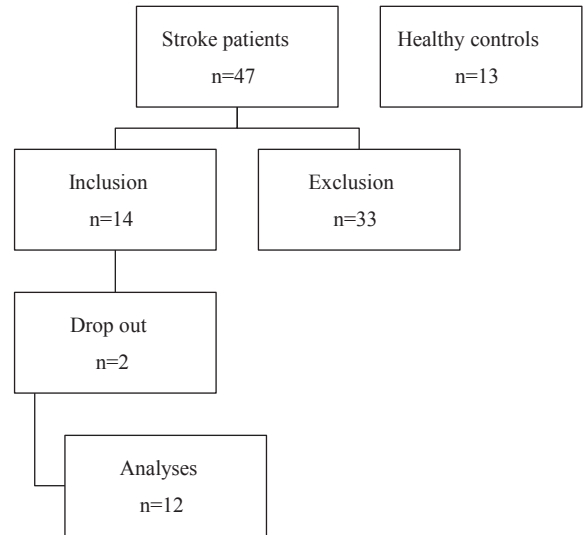 Stroke patients
n=47
Healthy controls
n=13
Inclusion
n=14
Exclusion
n=33
Drop out
n=2
Analyses
n=12